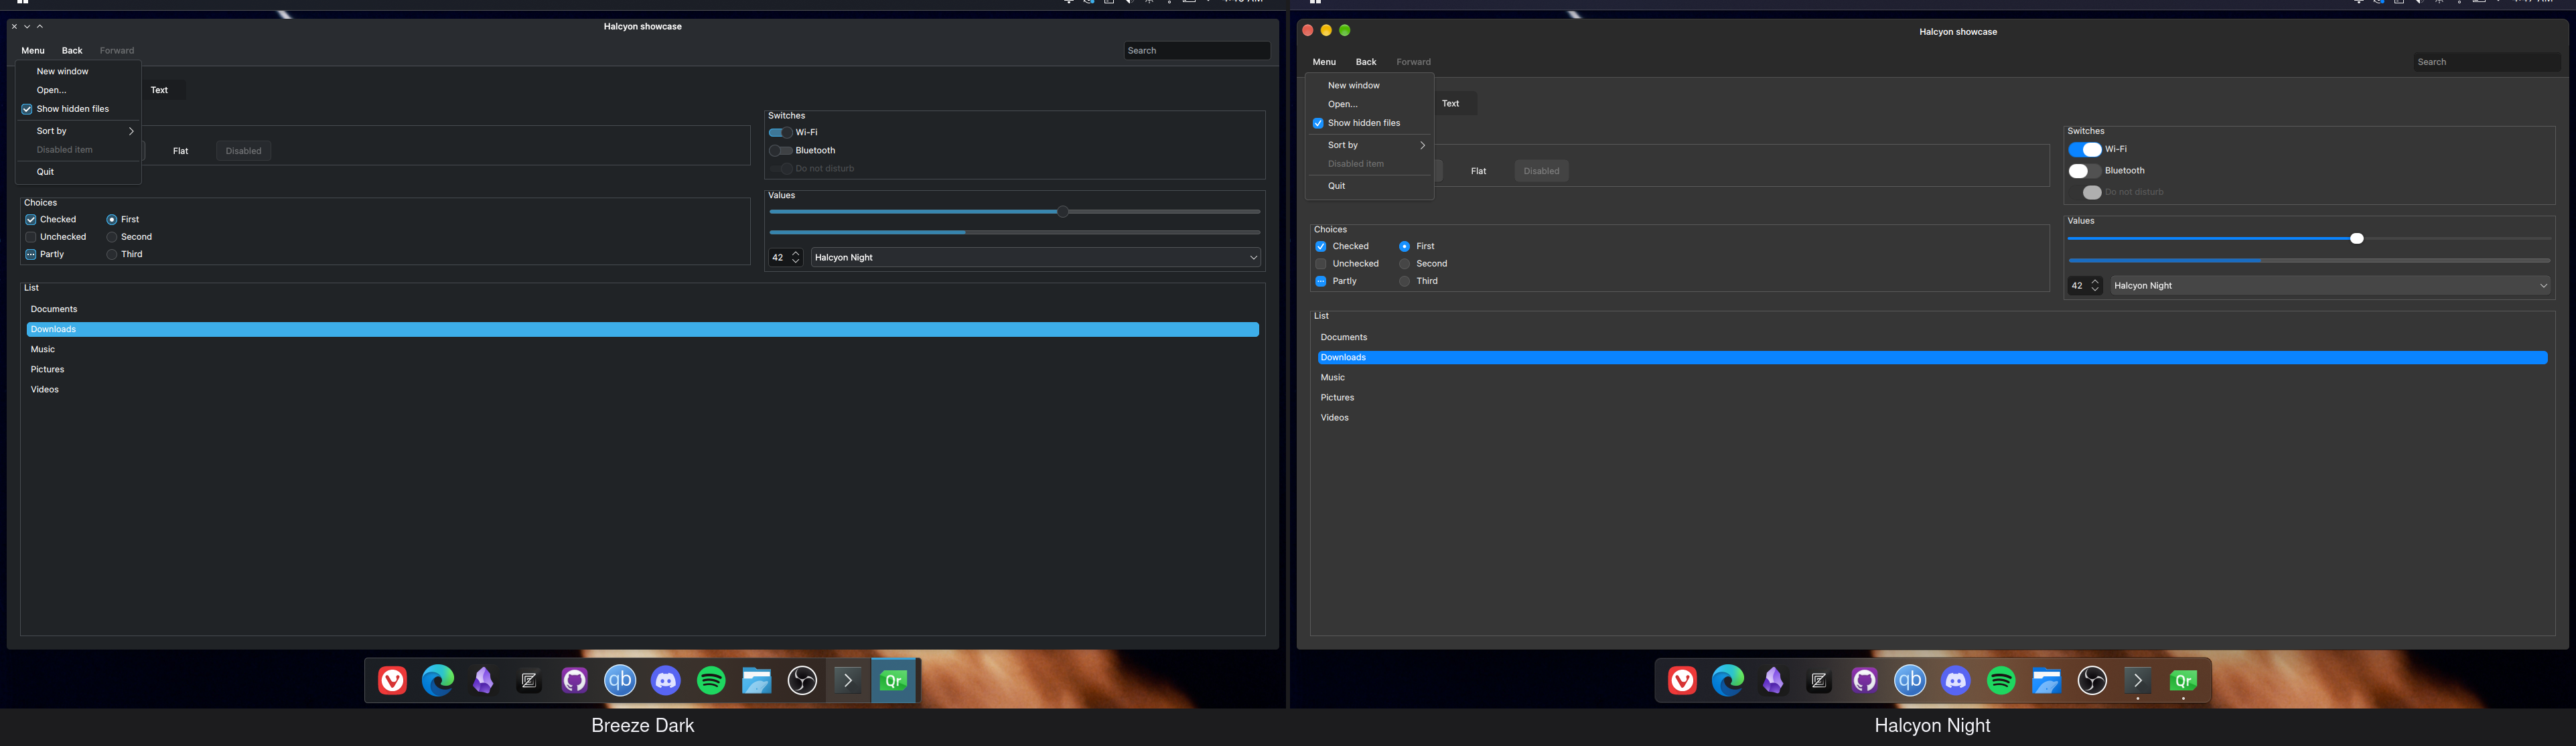 Halcyon showcase
Menu Back Forward
Search
New window
Open...
Show hidden files
Sort by
Disabled item
Quit
Text
Flat
Disabled
Switches
Wi-Fi
Bluetooth
Do not disturb
Choices
Checked First
Unchecked Second
Partly Third
Values
42 Halcyon Night
List
Documents
Downloads
Music
Pictures
Videos
Qr
qb
Breeze Dark
Halcyon showcase
Menu Back Forward
Search
New window
Open...
Show hidden files
Sort by
Disabled item
Quit
Text
Flat
Disabled
Switches
Wi-Fi
Bluetooth
Do not disturb
Choices
Checked First
Unchecked Second
Partly Third
Values
42 Halcyon Night
List
Documents
Downloads
Music
Pictures
Videos
qb
Qr
Halcyon Night